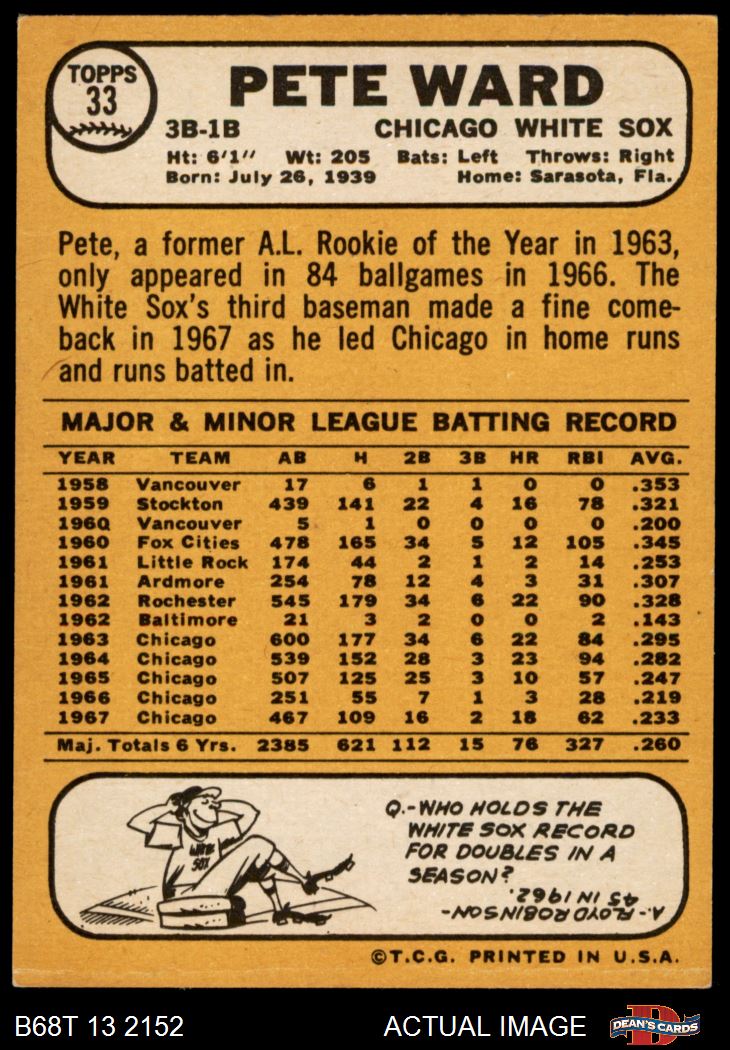 TOPPS
33
PETE WARD
3B-1B CHICAGO WHITE SOX
Ht: 6'1" Wt: 205 Bats: Left Throws: Right
Born: July 26, 1939 Home: Sarasota, Fla.
Pete, a former A.L. Rookie of the Year in 1963,
only appeared in 84 ballgames in 1966. The
White Sox's third baseman made a fine come-
back in 1967 as he led Chicago in home runs
and runs batted in.
MAJOR & MINOR LEAGUE BATTING RECORD
YEAR TEAM AB H 2B 3B HR RBI AVG.
1958 Vancouver 17 6 1 1 0 0 .353
1959 Stockton 439 141 22 4 16 78 .321
1960 Vancouver 5 1 0 0 0 0 .200
1960 Fox Cities 478 165 34 5 12 105 .345
1961 Little Rock 174 44 2 1 2 14 .253
1961 Ardmore 254 78 12 4 3 31 .307
1962 Rochester 545 179 34 6 22 90 .328
1962 Baltimore 21 3 2 0 0 2 .143
1963 Chicago 600 177 34 6 22 84 .295
1964 Chicago 539 152 28 3 23 94 .282
1965 Chicago 507 125 25 3 10 57 .247
1966 Chicago 251 55 7 1 3 28 .219
1967 Chicago 467 109 16 2 18 62 .233
Maj. Totals 6 Yrs. 2385 621 112 15 76 327 .260
WHITE
SOX
Q.-WHO HOLDS THE
WHITE SOX RECORD
FOR DOUBLES IN A
SEASON?
A.-FLOYD ROBINSON-
45 IN 1962.
©T.C.G. PRINTED IN U.S.A.
B68T 13 2152 ACTUAL IMAGE
D
DEAN'S CARDS